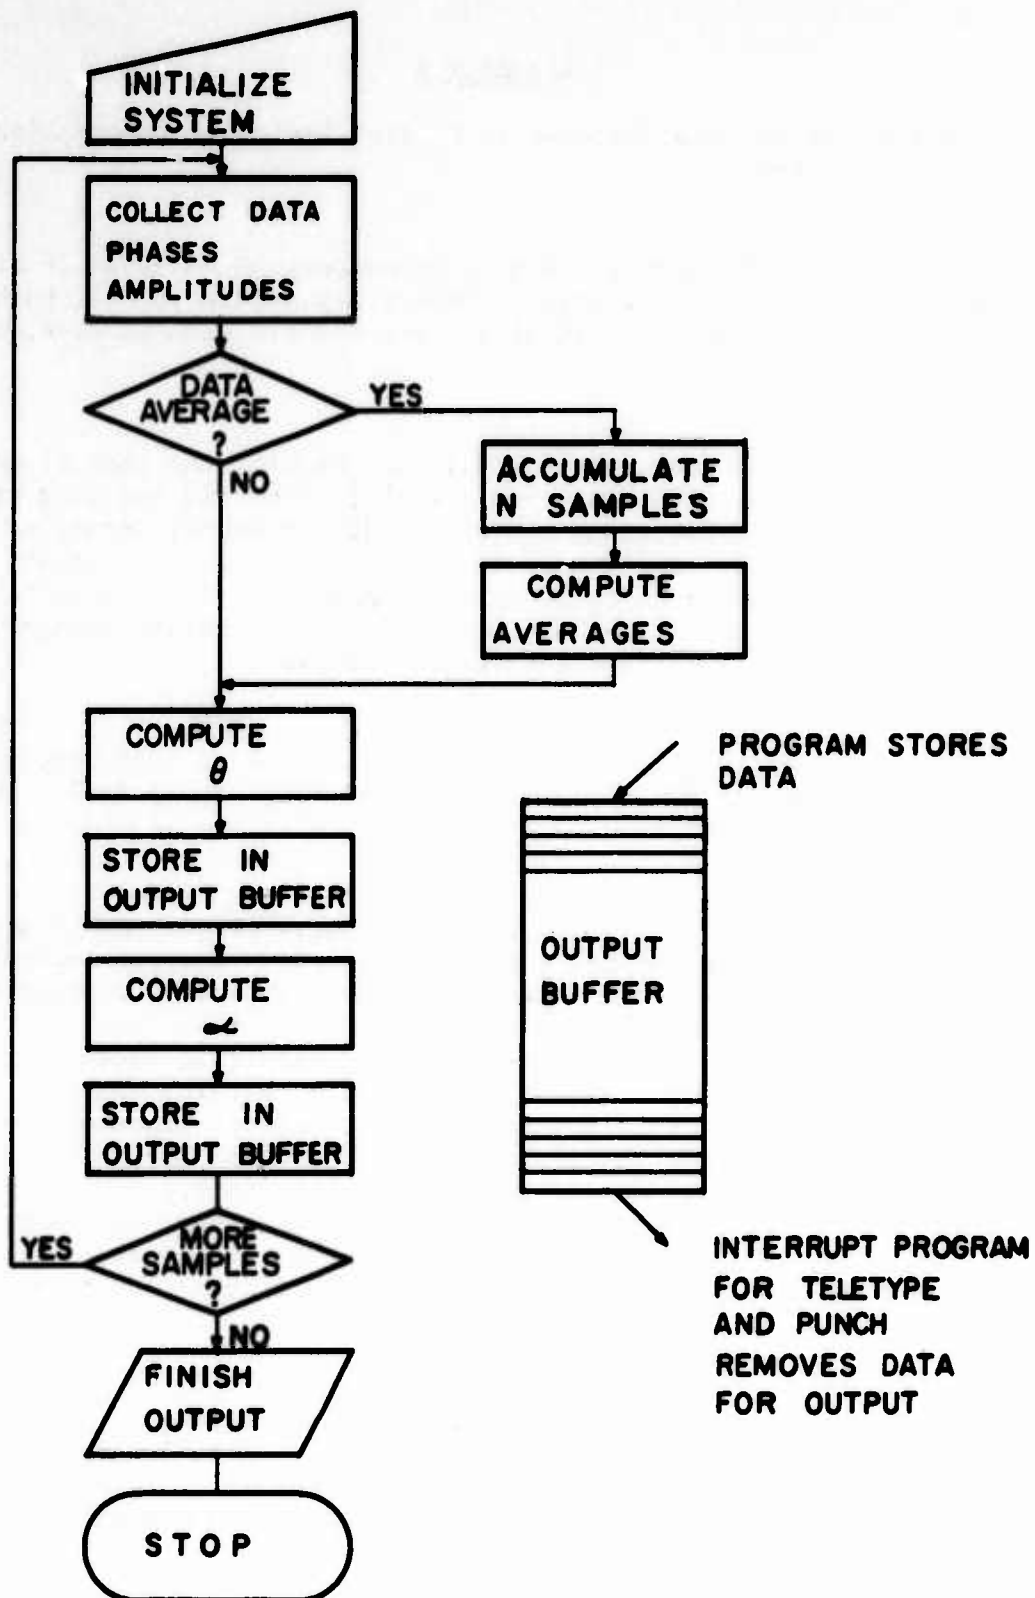 INITIALIZE
SYSTEM
COLLECT DATA
PHASES
AMPLITUDES
DATA
AVERAGE
?
YES
NO
ACCUMULATE
N SAMPLES
COMPUTE
AVERAGES
COMPUTE
θ
STORE IN
OUTPUT BUFFER
COMPUTE
α
STORE IN
OUTPUT BUFFER
MORE
SAMPLES
?
YES
NO
FINISH
OUTPUT
STOP
PROGRAM STORES
DATA
OUTPUT
BUFFER
INTERRUPT PROGRAM
FOR TELETYPE
AND PUNCH
REMOVES DATA
FOR OUTPUT